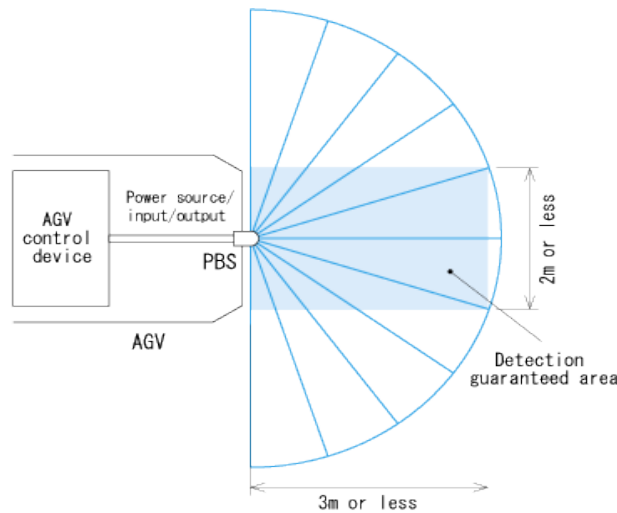 Power source/
input/output
AGV
control
device
PBS
AGV
2m or less
Detection
guaranteed area
3m or less